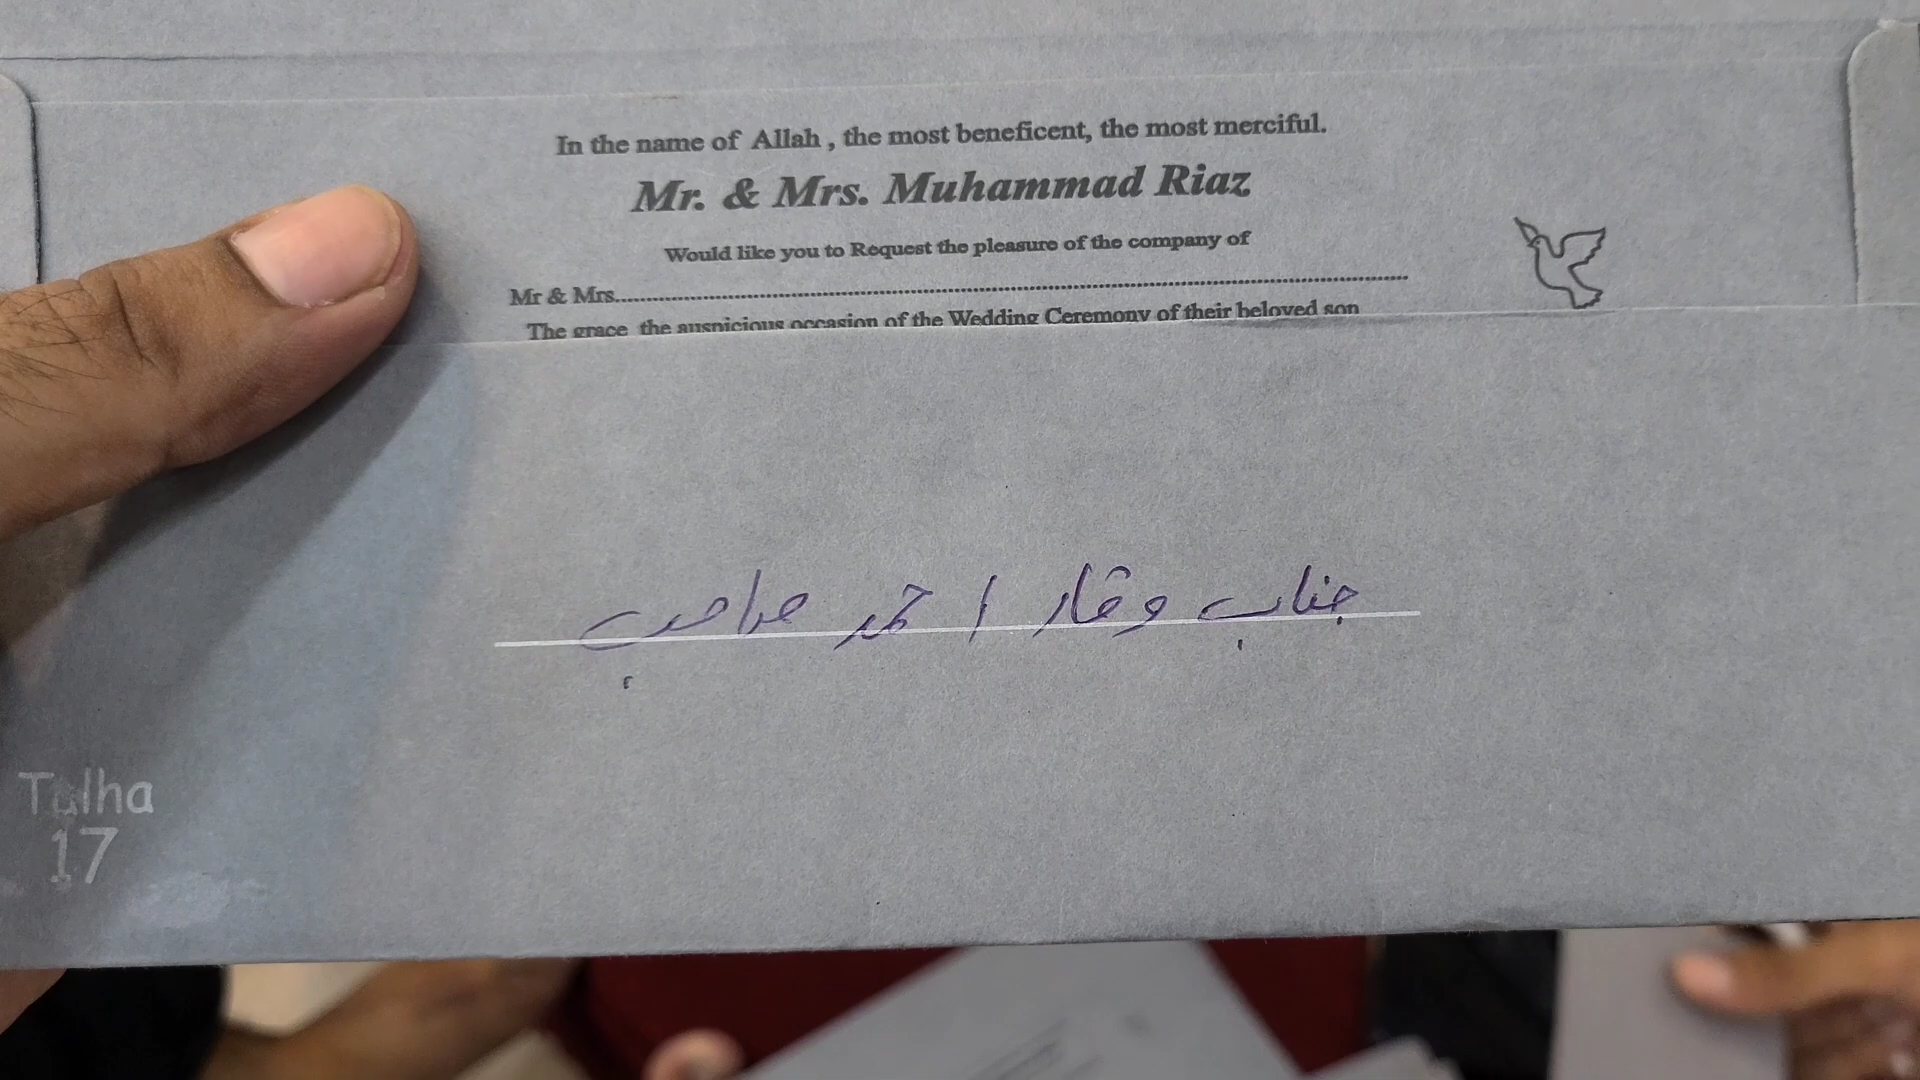 In the name of Allah , the most beneficent, the most merciful.
Mr. & Mrs. Muhammad Riaz
Would like you to Request the pleasure of the company of
Mr & Mrs................................................................................
The grace the auspicious occasion of the Wedding Ceremony of their beloved son
جناب وقار احمد صاحب
Talha
17